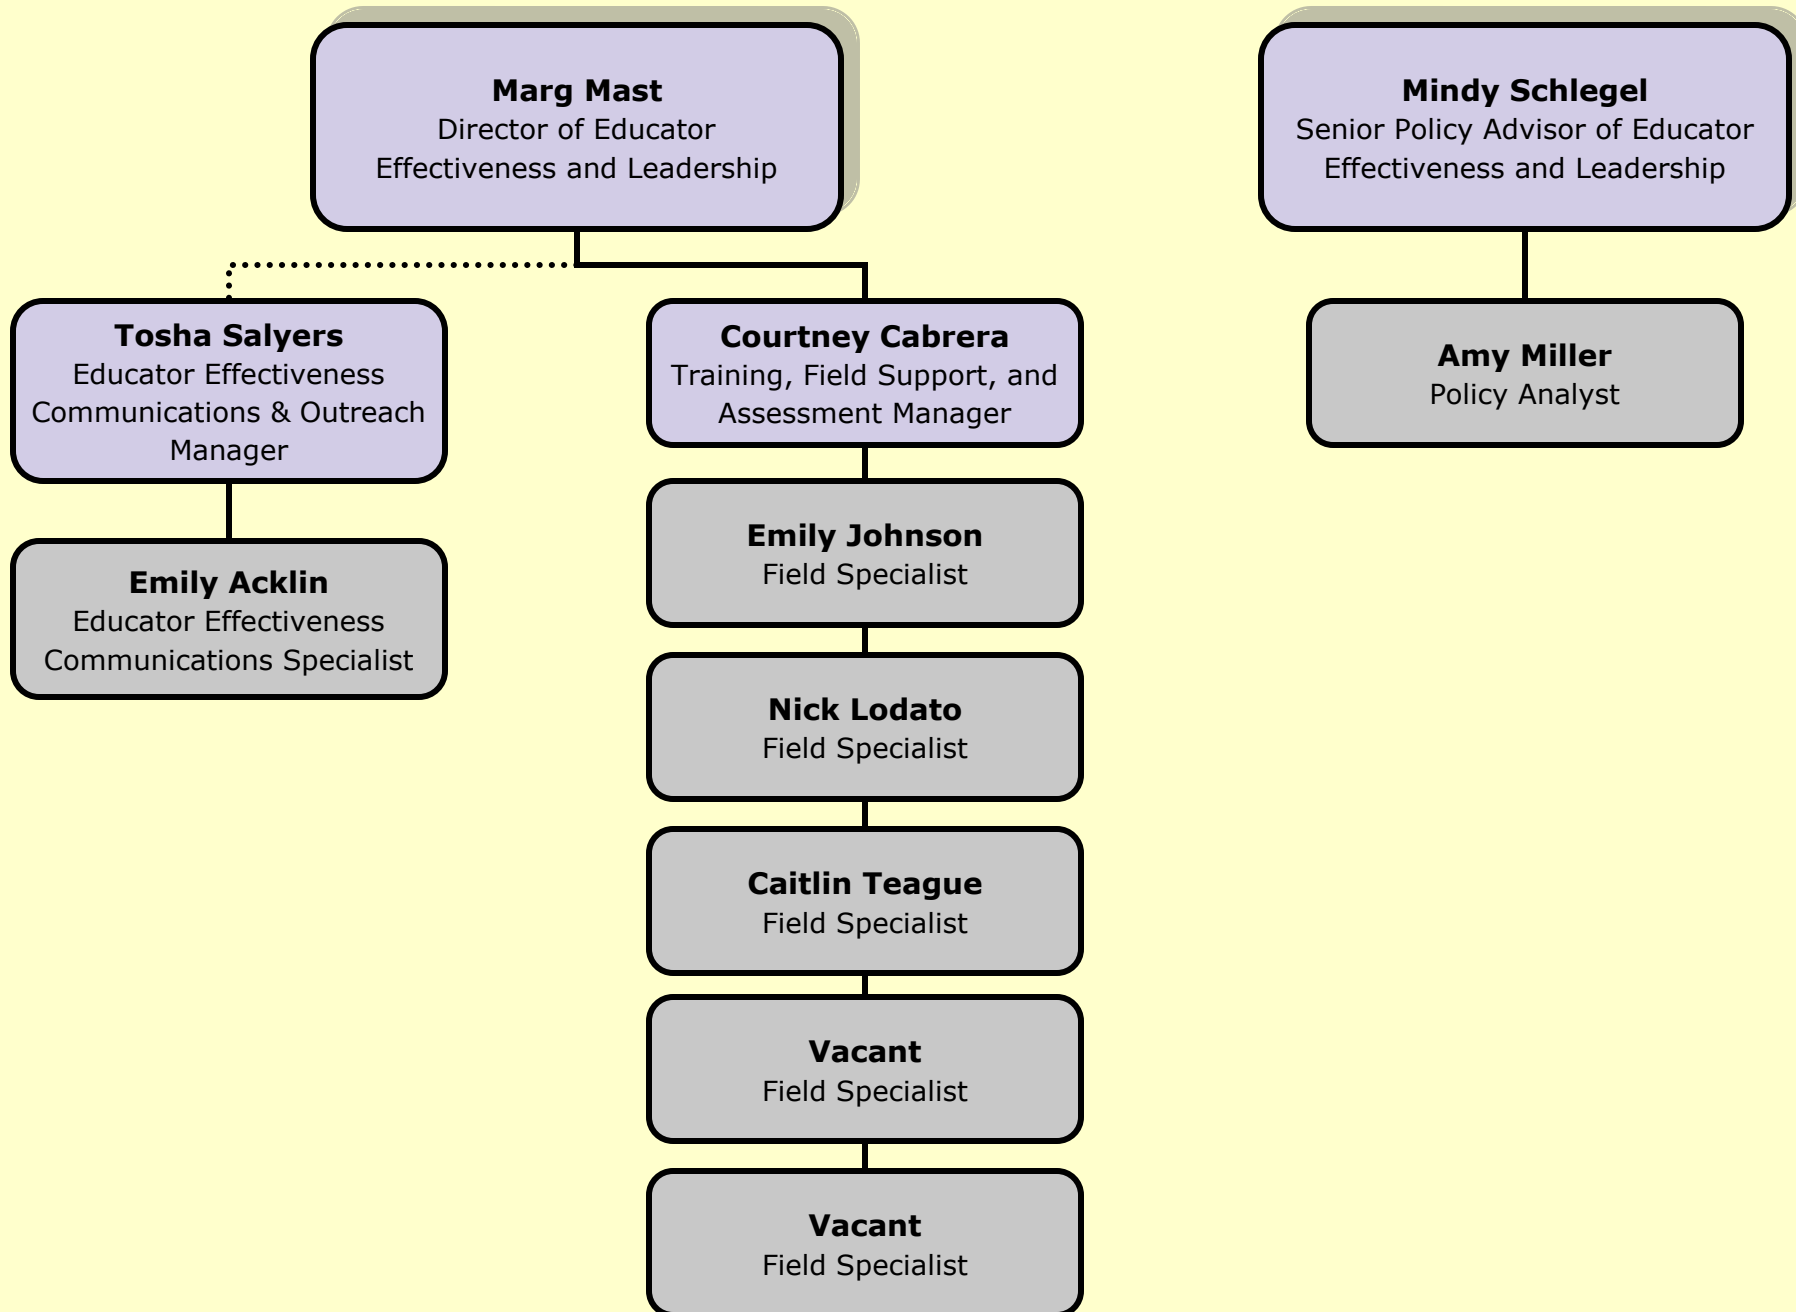 Marg Mast
Director of Educator
Effectiveness and Leadership
Mindy Schlegel
Senior Policy Advisor of Educator
Effectiveness and Leadership
Tosha Salyers
Educator Effectiveness
Communications & Outreach
Manager
Courtney Cabrera
Training, Field Support, and
Assessment Manager
Amy Miller
Policy Analyst
Emily Acklin
Educator Effectiveness
Communications Specialist
Emily Johnson
Field Specialist
Nick Lodato
Field Specialist
Caitlin Teague
Field Specialist
Vacant
Field Specialist
Vacant
Field Specialist